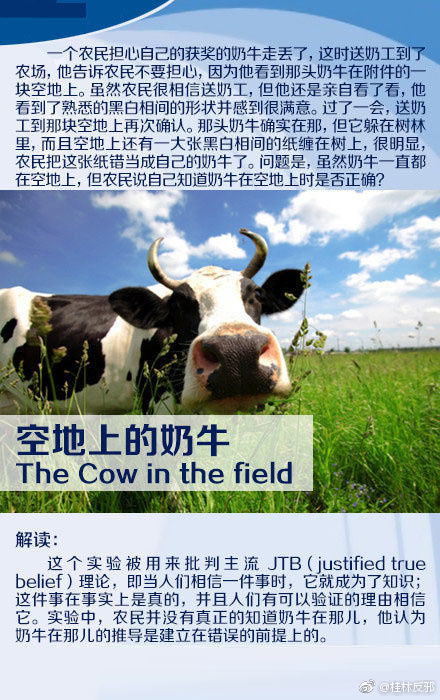 一个农民担心自己的获奖的奶牛走丢了，这时送奶工到了
农场，他告诉农民不要担心，因为他看到那头奶牛在附件的一
块空地上。虽然农民很相信送奶工，但他还是亲自看了看，他
看到了熟悉的黑白相间的形状并感到很满意。过了一会，送奶
工到那块空地上再次确认。那头奶牛确实在那，但它躲在树林
里，而且空地上还有一大张黑白相间的纸缠在树上，很明显，
农民把这张纸错当成自己的奶牛了。问题是，虽然奶牛一直都
在空地上，但农民说自己知道奶牛在空地上时是否正确？
空地上的奶牛
The Cow in the field
解读：
这个实验被用来批判主流 JTB（justified true
belief）理论，即当人们相信一件事时，它就成为了知识；
这件事在事实上是真的，并且人们有可以验证的理由相信
它。实验中，农民并没有真正的知道奶牛在那儿，他认为
奶牛在那儿的推导是建立在错误的前提上的。
@桂林反邪